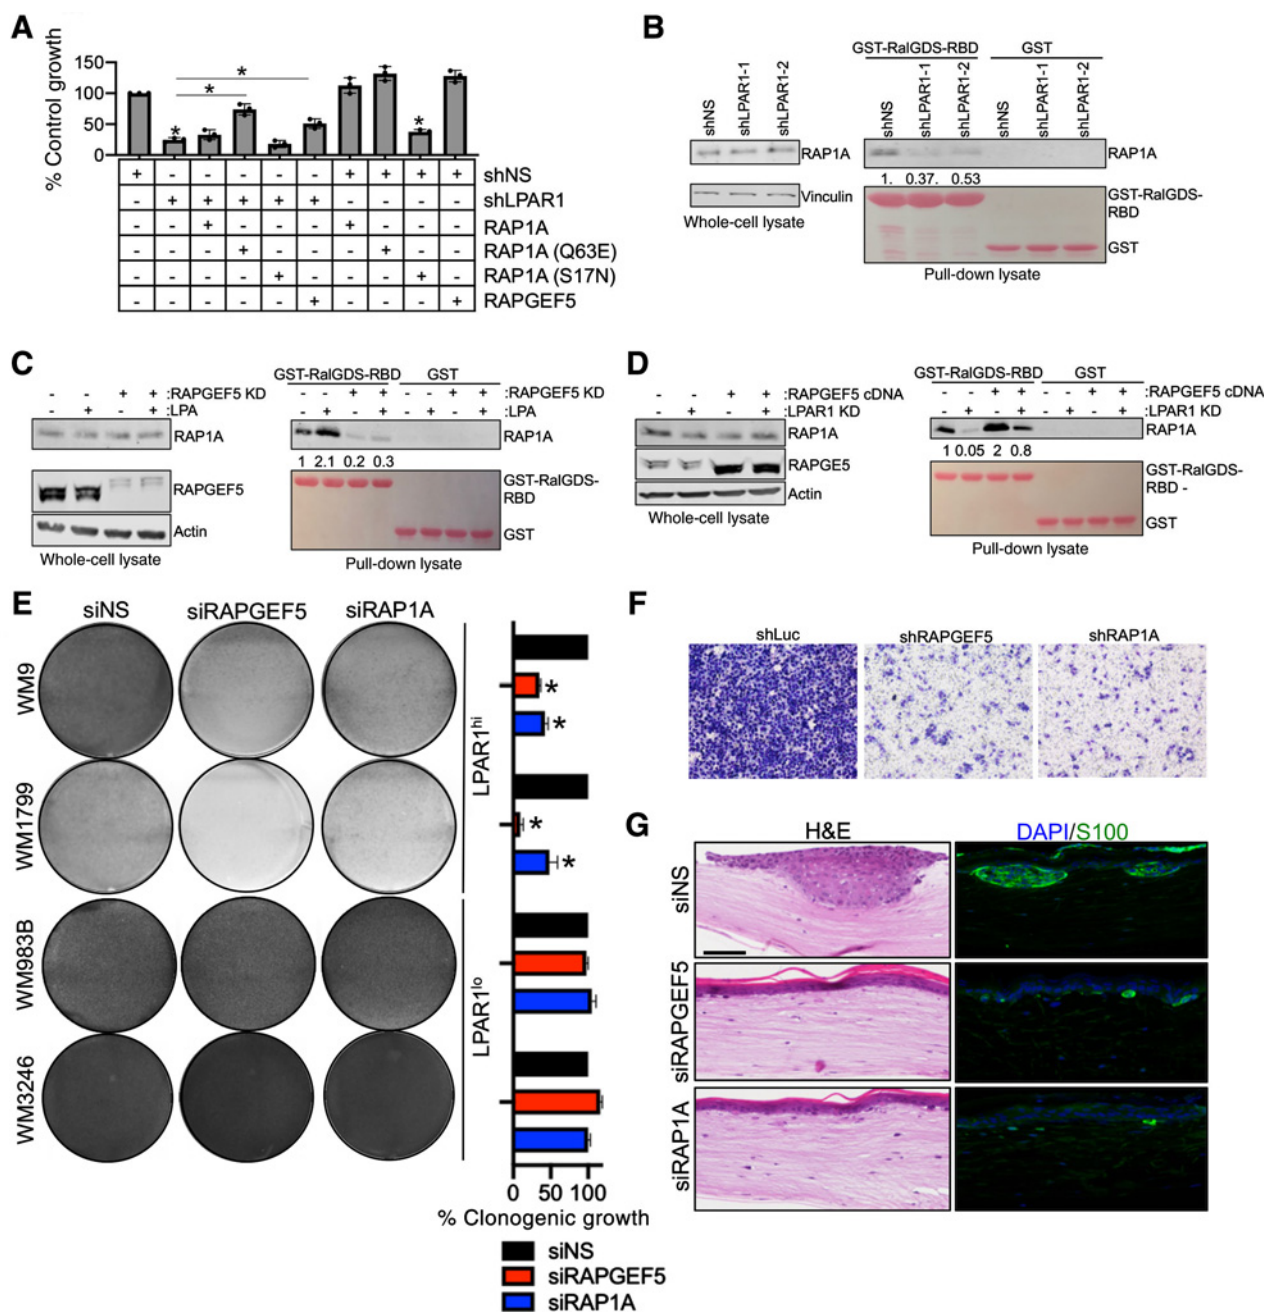 A
% Control growth
150
100
50
0
*
*
*
*
+ - - - - - + + + + shNS
- + + + + + - - - - shLPAR1
- - + - - - + - - - RAP1A
- - - + - - - + - - RAP1A (Q63E)
- - - - + - - - + - RAP1A (S17N)
- - - - - + - - - + RAPGEF5
B
GST-RalGDS-RBD GST
shNS shLPAR1-1 shLPAR1-2 shNS shLPAR1-1 shLPAR1-2 shNS shLPAR1-1 shLPAR1-2
RAP1A RAP1A
1. 0.37. 0.53
Vinculin
GST-RalGDS-
RBD
GST
Whole-cell lysate
Pull-down lysate
C
GST-RalGDS-RBD GST
- - + + :RAPGEF5 KD - - + + - - + + :RAPGEF5 KD
- + - + :LPA - + - + - + - + :LPA
RAP1A RAP1A
1 2.1 0.2 0.3
RAPGEF5
GST-RalGDS-
RBD
Actin
GST
Whole-cell lysate
Pull-down lysate
D
GST-RalGDS-RBD GST
- - + + :RAPGEF5 cDNA - - + + - - + + :RAPGEF5 cDNA
- + - + :LPAR1 KD - + - + - + - + :LPAR1 KD
RAP1A RAP1A
1 0.05 2 0.8
RAPGE5
GST-RalGDS-
RBD -
Actin
GST
Whole-cell lysate
Pull-down lysate
E
siNS siRAPGEF5 siRAP1A
WM9
WM1799
WM983B
WM3246
LPAR1hi
LPAR1lo
*
*
*
*
0 50 100
% Clonogenic growth
siNS
siRAPGEF5
siRAP1A
F
shLuc shRAPGEF5 shRAP1A
G
H&E DAPI/S100
siNS
siRAPGEF5
siRAP1A